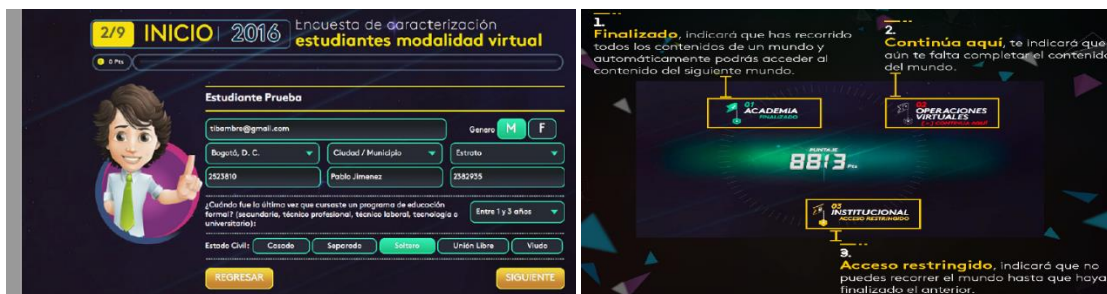 2/9 INICIO 2016 Encuesta de caracterización
estudiantes modalidad virtual
0 Pts
Estudiante Prueba
tibambre@gmail.com Genero M F
Bogotá, D. C. Ciudad / Municipio Estrato
2523810 Pablo Jimenez 2382935
¿Cuándo fue la última vez que cursaste un programa de educación
formal? (secundaria, técnico profesional, técnico laboral, tecnología o
universitario):
Entre 1 y 3 años
Estado Civil: Casado Separado Soltero Unión Libre Viudo
REGRESAR SIGUIENTE
1.
Finalizado, indicará que has recorrido
todos los contenidos de un mundo y
automáticamente podrás acceder al
contenido del siguiente mundo.
2.
Continúa aquí, te indicará que
aún te falta completar el contenido
del mundo.
01
ACADEMIA
FINALIZADO
02
OPERACIONES
VIRTUALES
CONTINÚA AQUÍ
PUNTAJE
8813 Pts
03
INSTITUCIONAL
ACCESO RESTRINGIDO
3.
Acceso restringido, indicará que no
puedes recorrer el mundo hasta que haya
finalizado el anterior.